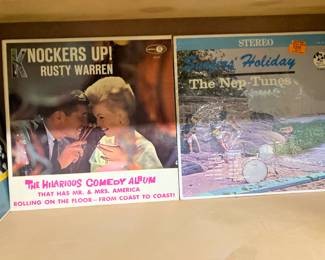 KNOCKERS UP!
RUSTY WARREN
THE HILARIOUS COMEDY ALBUM
THAT HAS MR. & MRS. AMERICA
ROLLING ON THE FLOOR—FROM COAST TO COAST!
STEREO
Holiday
The Nep-Tunes